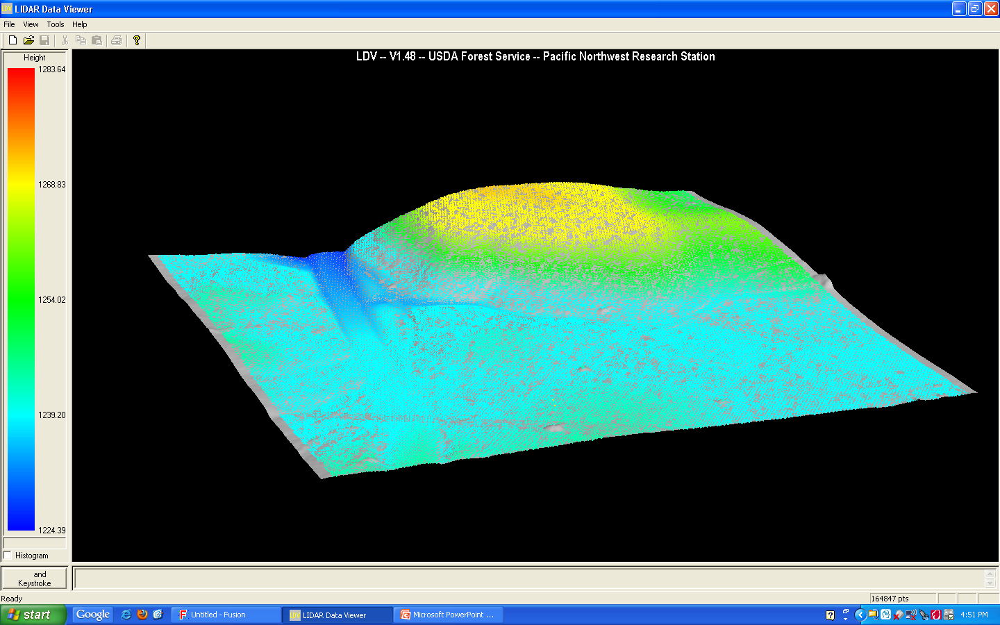 LIDAR Data Viewer
File View Tools Help
LDV -- V1.48 -- USDA Forest Service -- Pacific Northwest Research Station
Height
1283.64
1268.83
1254.02
1239.20
1224.39
Histogram
and
Keystroke
Ready
164847 pts
start
Google
Untitled - Fusion
LDV
LIDAR Data Viewer
Microsoft PowerPoint ...
4:51 PM